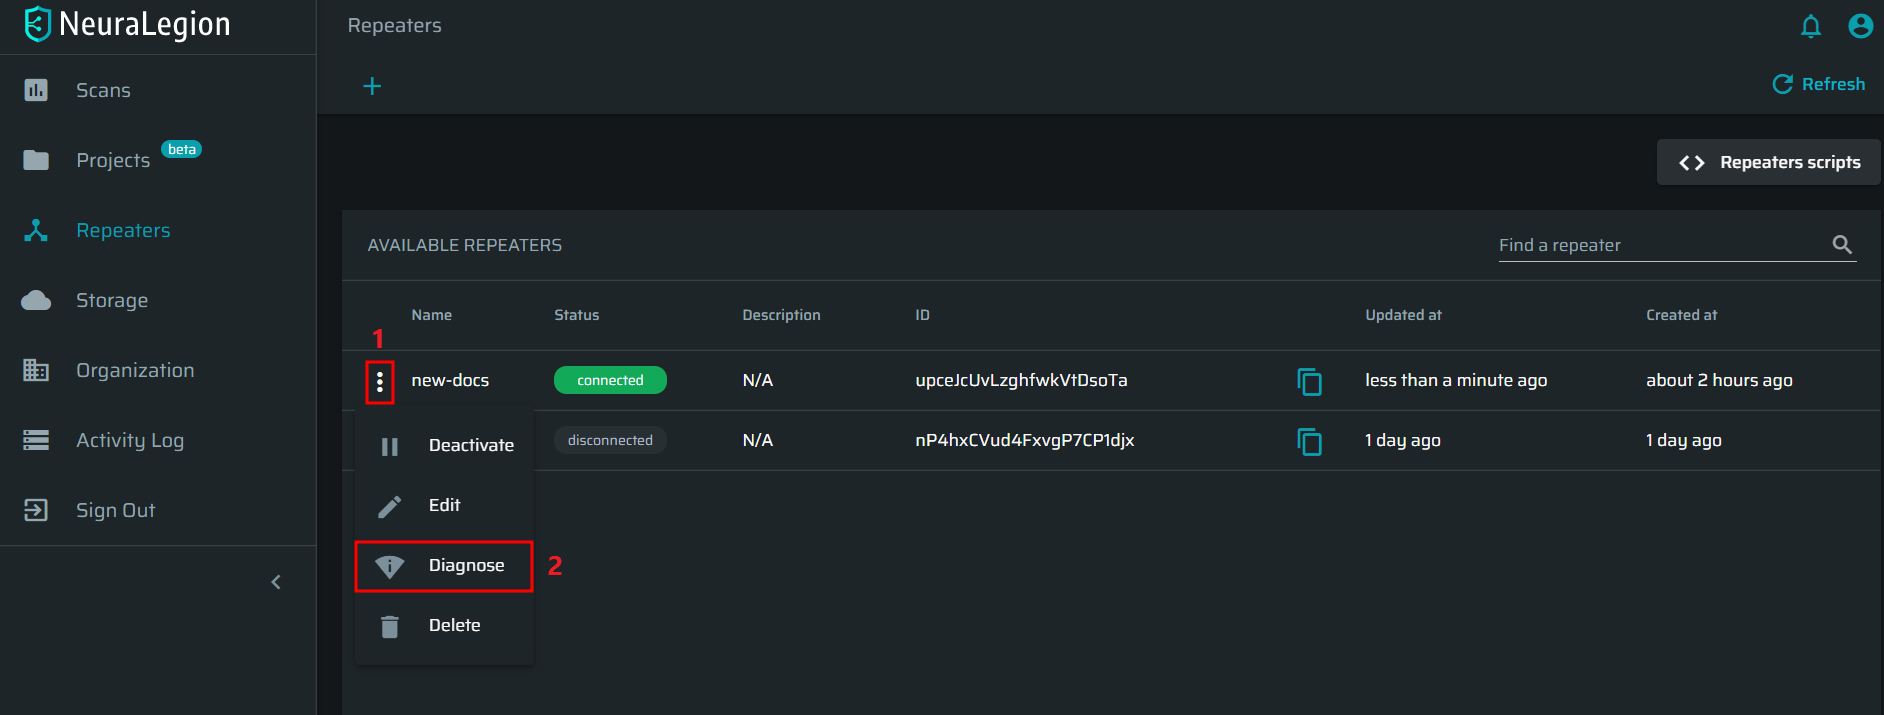 NeuraLegion
Repeaters
Scans
Refresh
Projects beta
Repeaters scripts
Repeaters
AVAILABLE REPEATERS Find a repeater
Storage
Name Status Description ID Updated at Created at
1
Organization
new-docs connected N/A upceJcUvLzghfwkVtDsoTa less than a minute ago about 2 hours ago
Activity Log
disconnected N/A nP4hxCVud4FxvgP7CP1djx 1 day ago 1 day ago
Deactivate
Sign Out
Edit
Diagnose 2
Delete